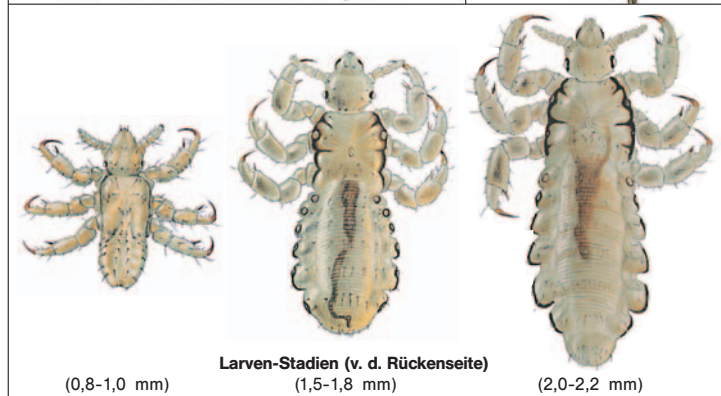 Larven-Stadien (v. d. Rückenseite)
(0,8-1,0 mm) (1,5-1,8 mm) (2,0-2,2 mm)